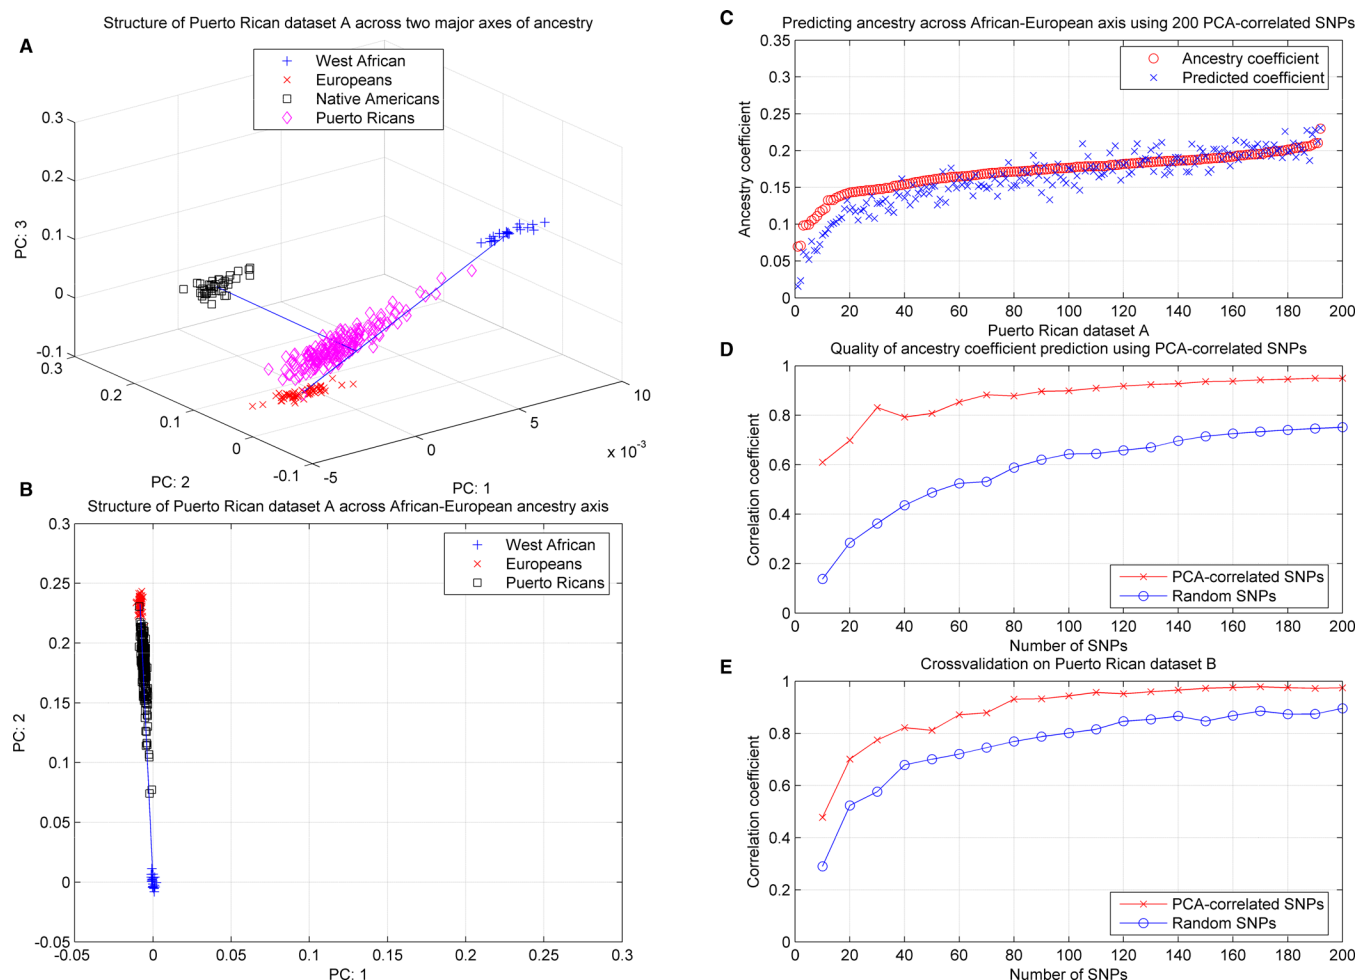 A
Structure of Puerto Rican dataset A across two major axes of ancestry
West African
Europeans
Native Americans
Puerto Ricans
0.3
0.2
0.1
0
-0.1
PC: 3
0.3
0.2
0.1
0
-0.1
PC: 2
-5
0
5
10
x 10⁻³
PC: 1
B
Structure of Puerto Rican dataset A across African-European ancestry axis
West African
Europeans
Puerto Ricans
0.3
0.25
0.2
0.15
0.1
0.05
0
-0.05
PC: 2
-0.05
0
0.05
0.1
0.15
0.2
0.25
0.3
PC: 1
C
Predicting ancestry across African-European axis using 200 PCA-correlated SNPs
Ancestry coefficient
Predicted coefficient
0.35
0.3
0.25
0.2
0.15
0.1
0.05
0
Ancestry coefficient
0
20
40
60
80
100
120
140
160
180
200
Puerto Rican dataset A
D
Quality of ancestry coefficient prediction using PCA-correlated SNPs
1
0.8
0.6
0.4
0.2
0
Correlation coefficient
PCA-correlated SNPs
Random SNPs
0
20
40
60
80
100
120
140
160
180
200
Number of SNPs
E
Crossvalidation on Puerto Rican dataset B
1
0.8
0.6
0.4
0.2
0
Correlation coefficient
PCA-correlated SNPs
Random SNPs
0
20
40
60
80
100
120
140
160
180
200
Number of SNPs